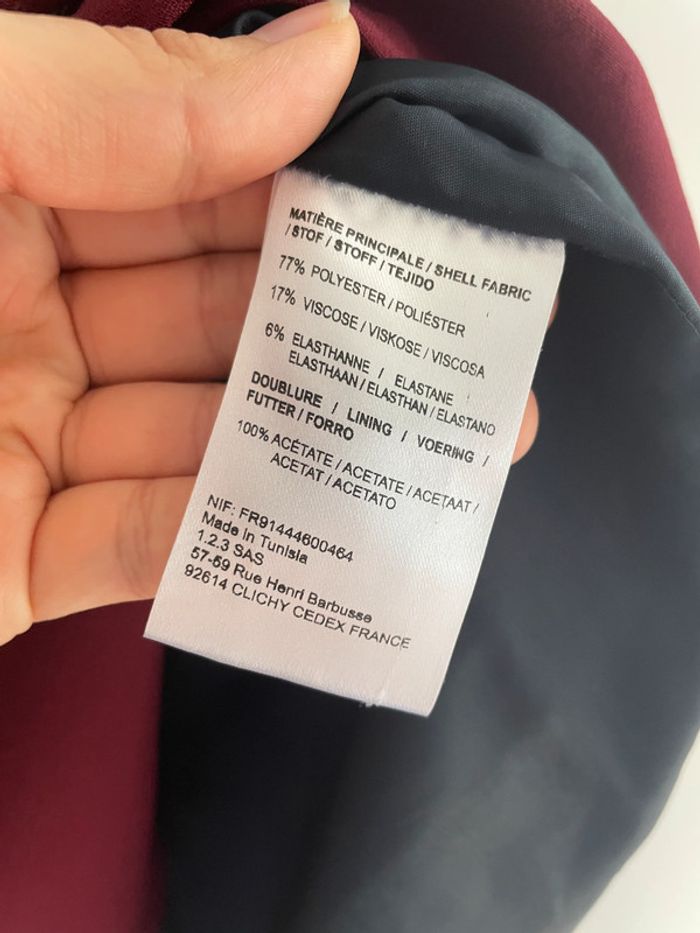 MATIÈRE PRINCIPALE / SHELL FABRIC
/ STOF / STOFF / TEJIDO
77% POLYESTER / POLIÉSTER
17% VISCOSE / VISKOSE / VISCOSA
6% ELASTHANNE / ELASTANE
ELASTHAAN / ELASTHAN / ELASTANO
DOUBLURE / LINING / VOERING /
FUTTER / FORRO
100% ACÉTATE / ACETATE / ACETAAT /
ACETAT / ACETATO
NIF: FR91444600464
Made in Tunisia
1.2.3 SAS
57-59 Rue Henri Barbusse
92614 CLICHY CEDEX FRANCE